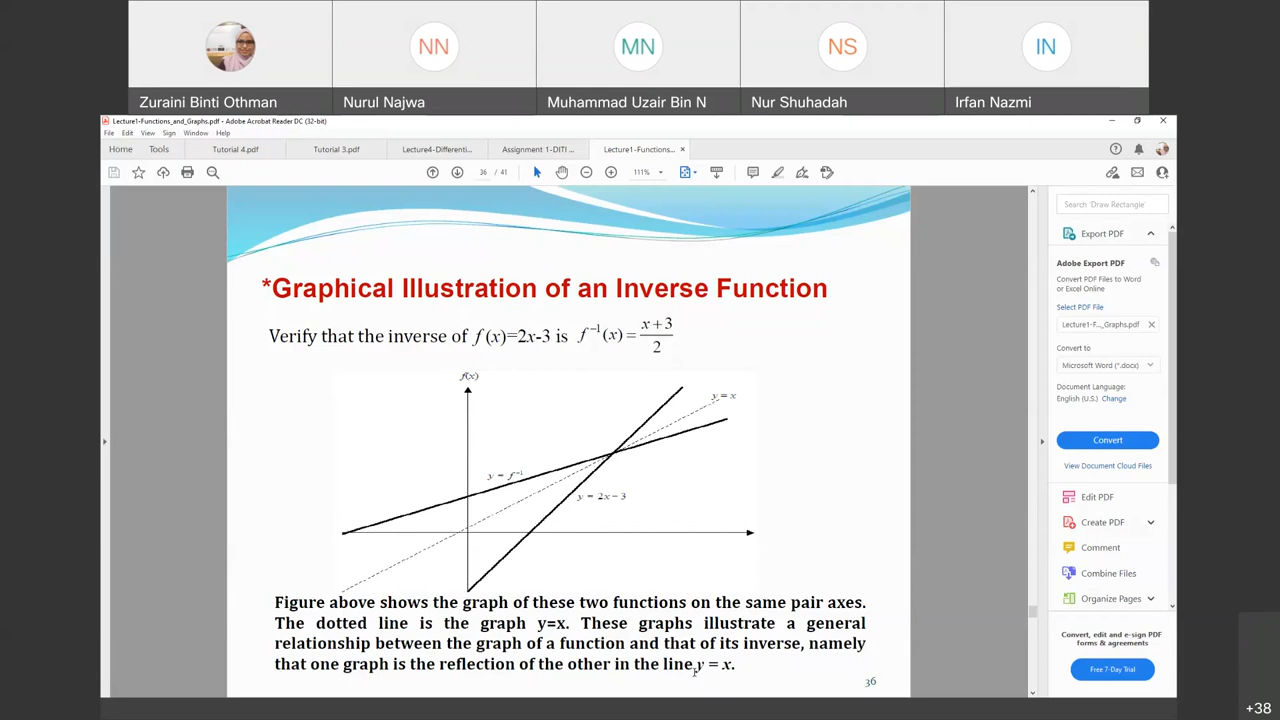 NN
MN
NS
IN
Zuraini Binti Othman
Nurul Najwa
Muhammad Uzair Bin N
Nur Shuhadah
Irfan Nazmi
Lecture1-Functions_and_Graphs.pdf - Adobe Acrobat Reader DC (32-bit)
File Edit View Sign Window Help
Home Tools Tutorial 4.pdf Tutorial 3.pdf Lecture4-Differenti... Assignment 1-DITI ... Lecture1-Functions...
36 / 41 111%
Search 'Draw Rectangle'
Export PDF
Adobe Export PDF
Convert PDF Files to Word
or Excel Online
Select PDF File
Lecture1-F..._Graphs.pdf
Convert to
Microsoft Word (*.docx)
Document Language:
English (U.S.) Change
Convert
View Document Cloud Files
Edit PDF
Create PDF
Comment
Combine Files
Organize Pages
Convert, edit and e-sign PDF
forms & agreements
Free 7-Day Trial
*Graphical Illustration of an Inverse Function
Verify that the inverse of f (x)=2x-3 is f⁻¹(x) = (x+3)/2
f(x)
y = x
y = f⁻¹
y = 2x − 3
Figure above shows the graph of these two functions on the same pair axes.
The dotted line is the graph y=x. These graphs illustrate a general
relationship between the graph of a function and that of its inverse, namely
that one graph is the reflection of the other in the line y = x.
36
+38